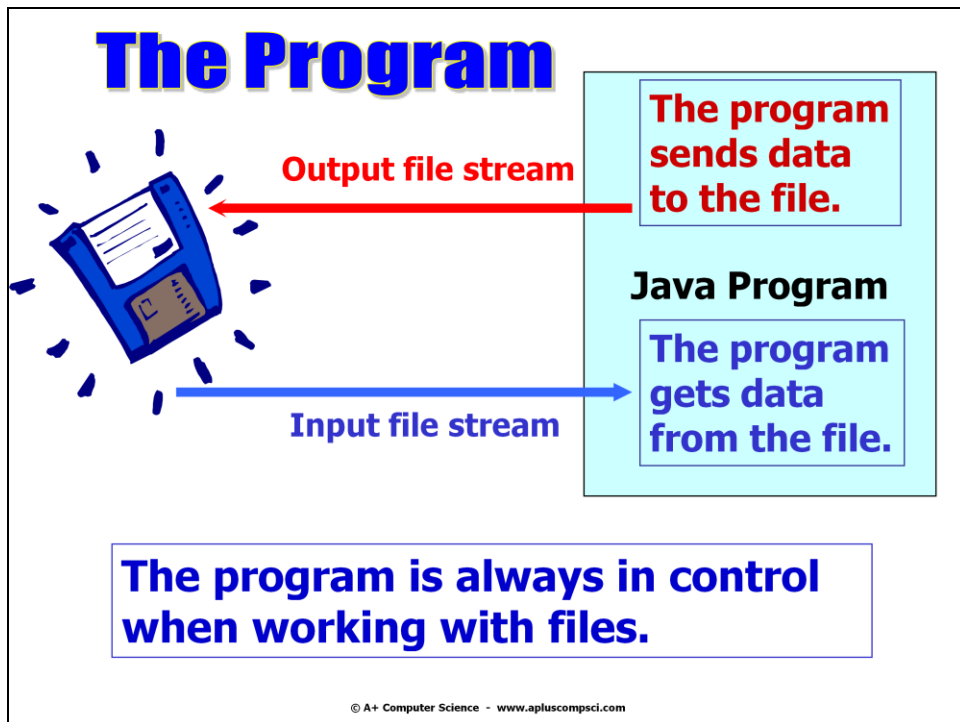 The Program
The program
sends data
to the file.
Output file stream
Java Program
The program
gets data
from the file.
Input file stream
The program is always in control
when working with files.
© A+ Computer Science - www.apluscompsci.com